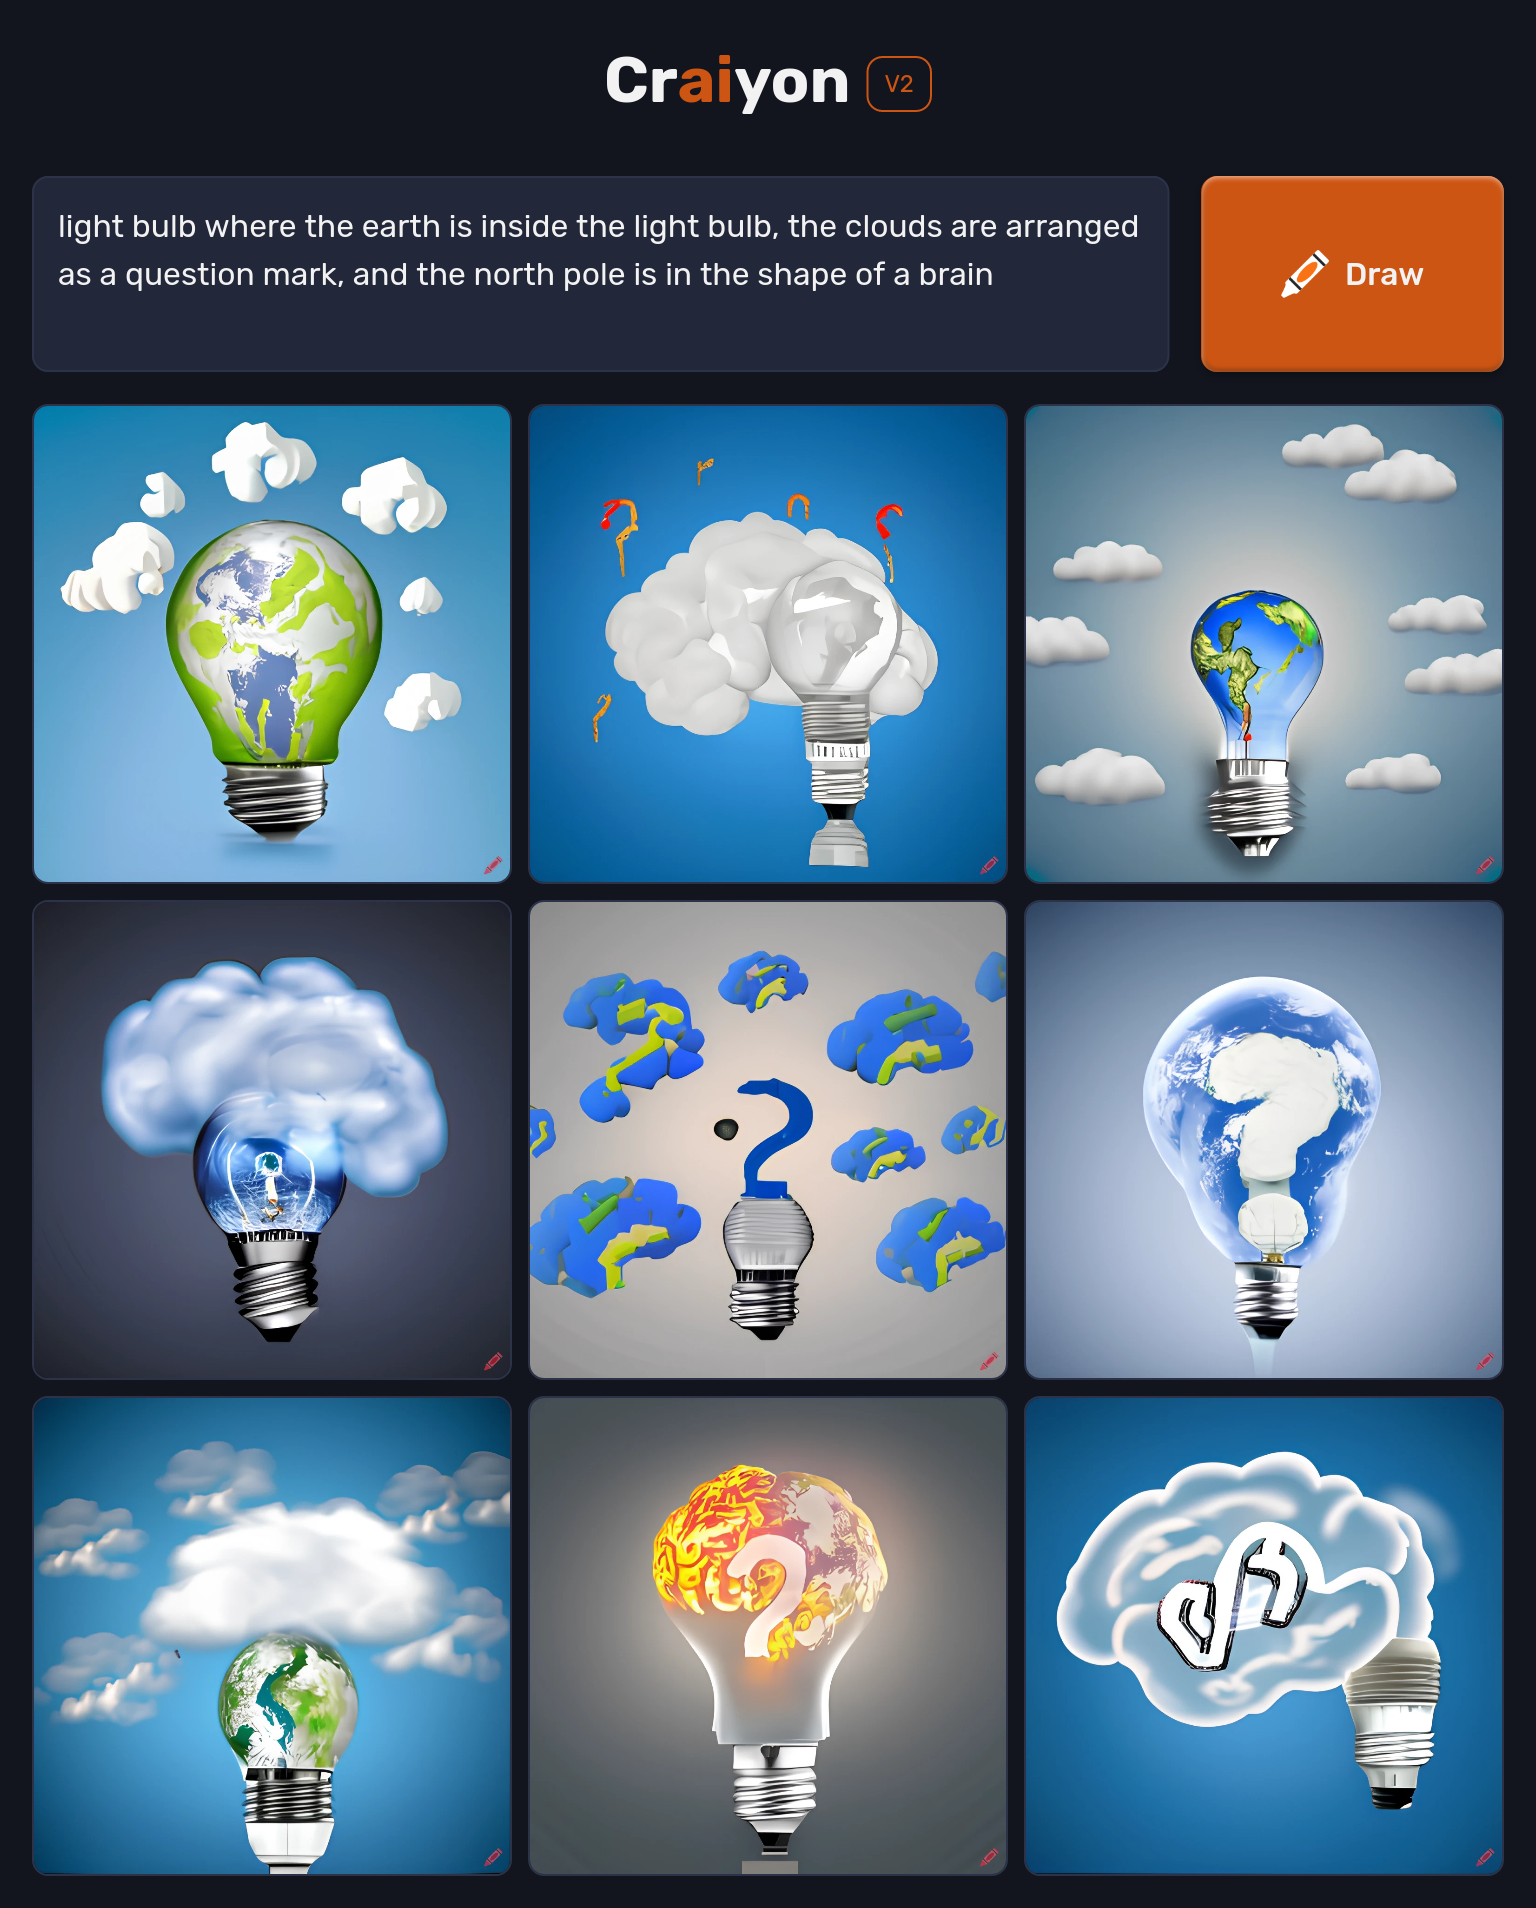 Craiyon V2
light bulb where the earth is inside the light bulb, the clouds are arranged
as a question mark, and the north pole is in the shape of a brain
Draw
?
?
?